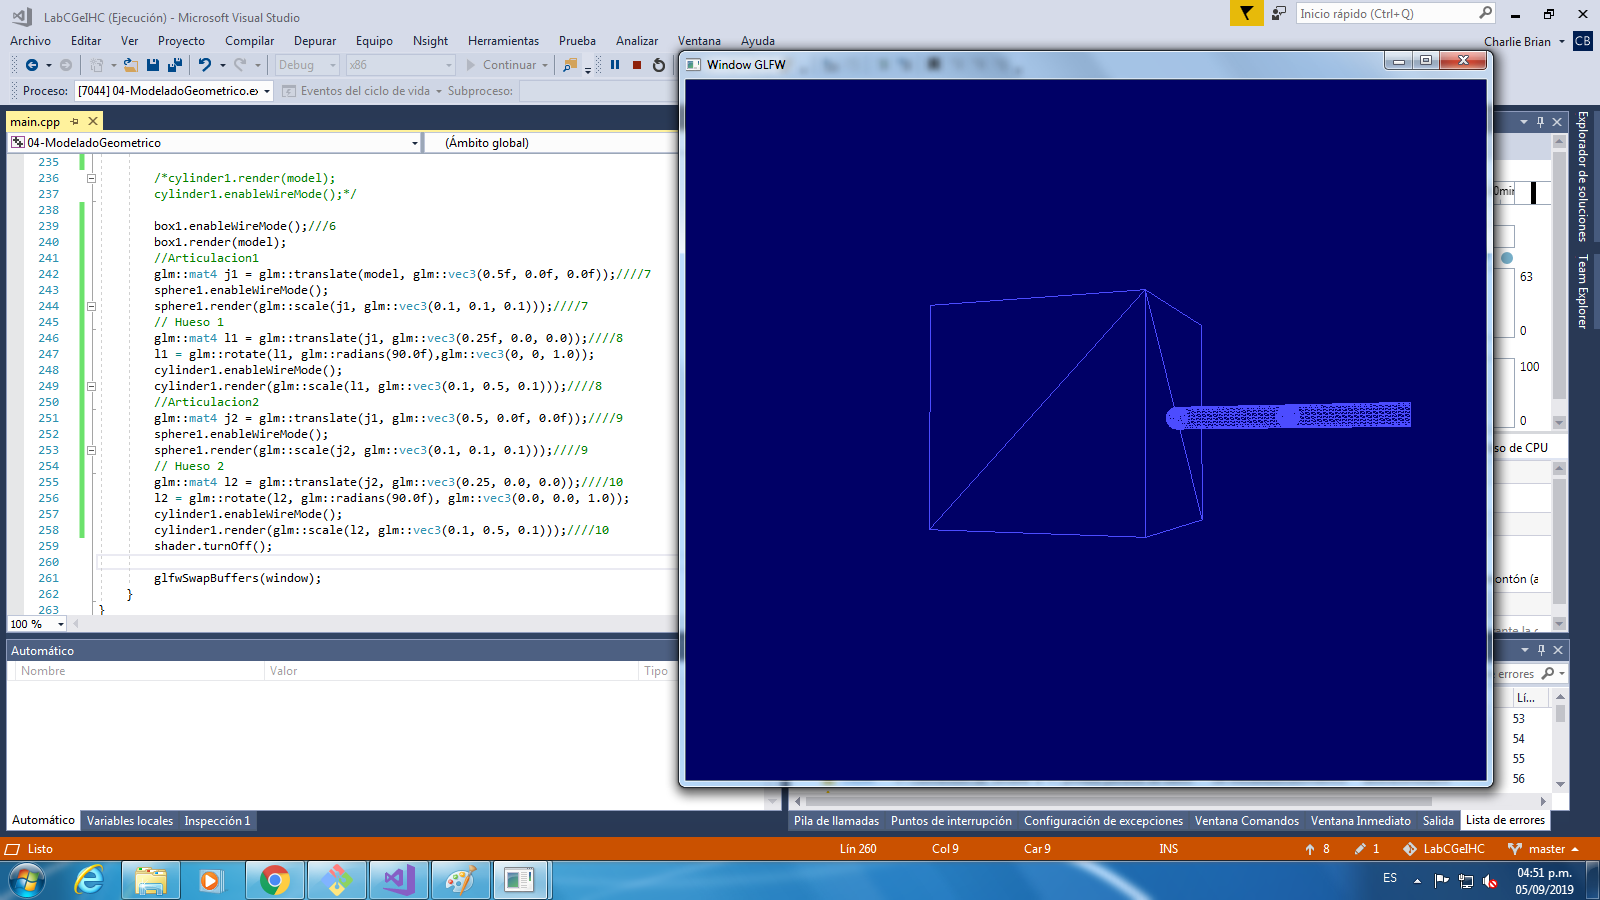 LabCGeIHC (Ejecución) - Microsoft Visual Studio
Inicio rápido (Ctrl+Q)
Archivo Editar Ver Proyecto Compilar Depurar Equipo Nsight Herramientas Prueba Analizar Ventana Ayuda
Charlie Brian CB
Debug x86 Continuar
Window GLFW
Proceso: [7044] 04-ModeladoGeometrico.ex Eventos del ciclo de vida Subproceso:
main.cpp
04-ModeladoGeometrico (Ámbito global)
235
236 /*cylinder1.render(model);
237 cylinder1.enableWireMode();*/
238
239 box1.enableWireMode();///6
240 box1.render(model);
241 //Articulacion1
242 glm::mat4 j1 = glm::translate(model, glm::vec3(0.5f, 0.0f, 0.0f));////7
243 sphere1.enableWireMode();
244 sphere1.render(glm::scale(j1, glm::vec3(0.1, 0.1, 0.1)));////7
245 // Hueso 1
246 glm::mat4 l1 = glm::translate(j1, glm::vec3(0.25f, 0.0, 0.0));////8
247 l1 = glm::rotate(l1, glm::radians(90.0f),glm::vec3(0, 0, 1.0));
248 cylinder1.enableWireMode();
249 cylinder1.render(glm::scale(l1, glm::vec3(0.1, 0.5, 0.1)));////8
250 //Articulacion2
251 glm::mat4 j2 = glm::translate(j1, glm::vec3(0.5, 0.0f, 0.0f));////9
252 sphere1.enableWireMode();
253 sphere1.render(glm::scale(j2, glm::vec3(0.1, 0.1, 0.1)));////9
254 // Hueso 2
255 glm::mat4 l2 = glm::translate(j2, glm::vec3(0.25, 0.0, 0.0));////10
256 l2 = glm::rotate(l2, glm::radians(90.0f), glm::vec3(0.0, 0.0, 1.0));
257 cylinder1.enableWireMode();
258 cylinder1.render(glm::scale(l2, glm::vec3(0.1, 0.5, 0.1)));////10
259 shader.turnOff();
260
261 glfwSwapBuffers(window);
262 }
263 }
100 %
Explorador de soluciones
Team Explorer
0min
63
0
100
0
so de CPU
ontón (a
Automático
Nombre Valor Tipo
errores
Lí...
53
54
55
56
Automático Variables locales Inspección 1
Pila de llamadas Puntos de interrupción Configuración de excepciones Ventana Comandos Ventana Inmediato Salida Lista de errores
Listo Lín 260 Col 9 Car 9 INS 8 1 LabCGeIHC master
ES
04:51 p.m.
05/09/2019